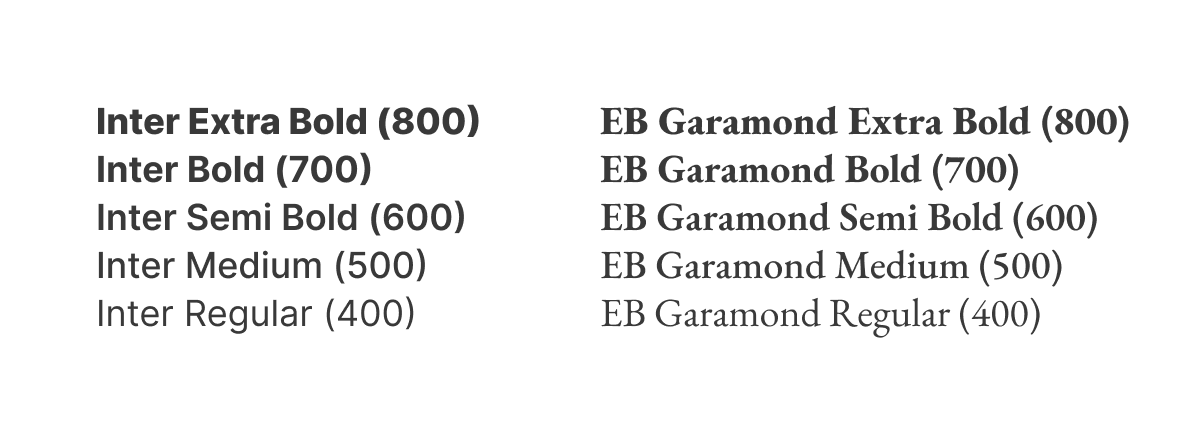 Inter Extra Bold (800)
Inter Bold (700)
Inter Semi Bold (600)
Inter Medium (500)
Inter Regular (400)
EB Garamond Extra Bold (800)
EB Garamond Bold (700)
EB Garamond Semi Bold (600)
EB Garamond Medium (500)
EB Garamond Regular (400)